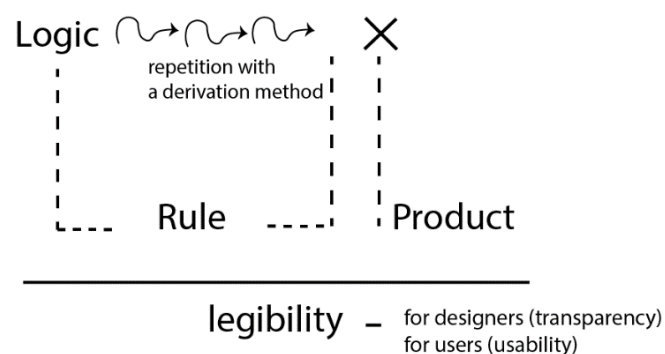 Logic
repetition with
a derivation method
Rule
Product
legibility – for designers (transparency)
for users (usability)